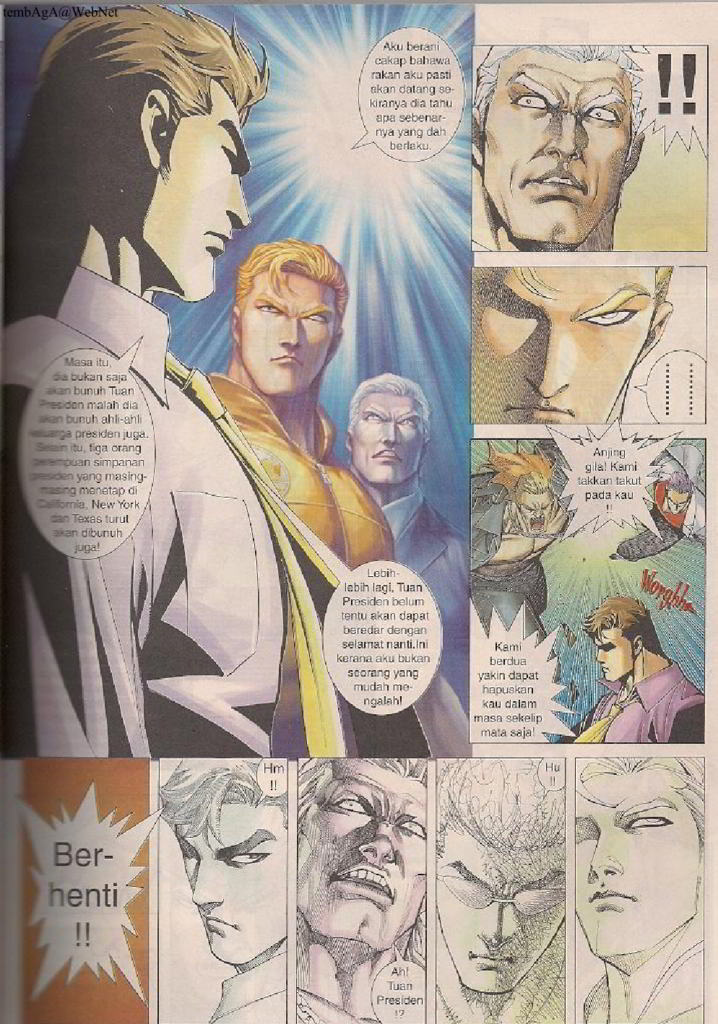 tembAgA@WebNet
Aku berani
cakap bahawa
rakan aku pasti
akan datang se-
kiranya dia tahu
apa sebenar-
nya yang dah
berlaku.
!!
Masa itu,
dia bukan saja
akan bunuh Tuan
Presiden malah dia
akan bunuh ahli-ahli
keluarga presiden juga.
Selain itu, tiga orang
perempuan simpanan
presiden yang masing-
masing menetap di
California, New York
dan Texas turut
akan dibunuh
juga!
Lebih-
lebih lagi, Tuan
Presiden belum
tentu akan dapat
beredar dengan
selamat nanti.Ini
kerana aku bukan
seorang yang
mudah me-
ngalah!
Anjing
gila! Kami
takkan takut
pada kau
!!
Kami
berdua
yakin dapat
hapuskan
kau dalam
masa sekelip
mata saja!
Ber-
henti
!!
Hm
!!
Ah!
Tuan
Presiden
!?
Hu
!!